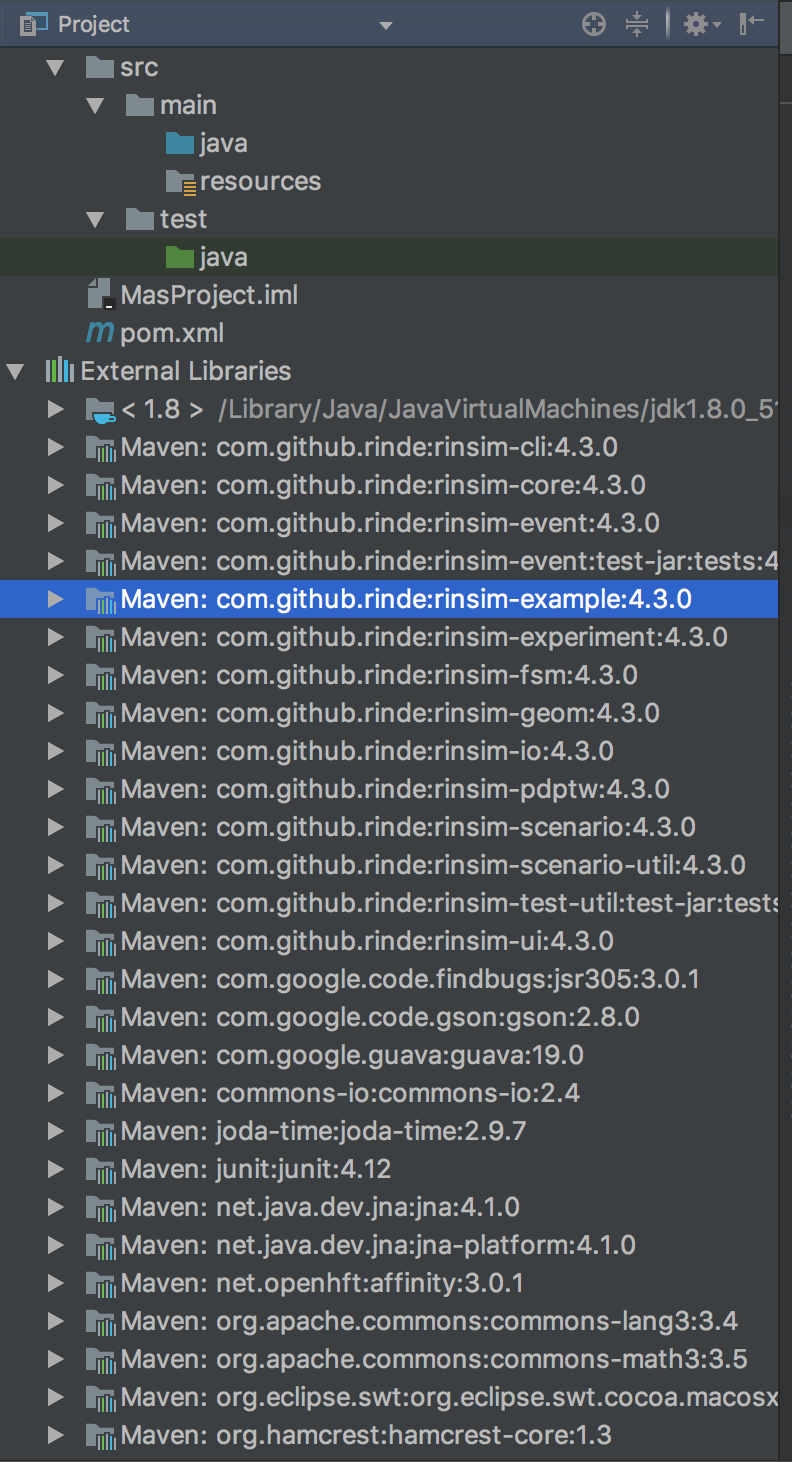 Project
src
main
java
resources
test
java
MasProject.iml
pom.xml
External Libraries
< 1.8 > /Library/Java/JavaVirtualMachines/jdk1.8.0_51
Maven: com.github.rinde:rinsim-cli:4.3.0
Maven: com.github.rinde:rinsim-core:4.3.0
Maven: com.github.rinde:rinsim-event:4.3.0
Maven: com.github.rinde:rinsim-event:test-jar:tests:4
Maven: com.github.rinde:rinsim-example:4.3.0
Maven: com.github.rinde:rinsim-experiment:4.3.0
Maven: com.github.rinde:rinsim-fsm:4.3.0
Maven: com.github.rinde:rinsim-geom:4.3.0
Maven: com.github.rinde:rinsim-io:4.3.0
Maven: com.github.rinde:rinsim-pdptw:4.3.0
Maven: com.github.rinde:rinsim-scenario:4.3.0
Maven: com.github.rinde:rinsim-scenario-util:4.3.0
Maven: com.github.rinde:rinsim-test-util:test-jar:tests
Maven: com.github.rinde:rinsim-ui:4.3.0
Maven: com.google.code.findbugs:jsr305:3.0.1
Maven: com.google.code.gson:gson:2.8.0
Maven: com.google.guava:guava:19.0
Maven: commons-io:commons-io:2.4
Maven: joda-time:joda-time:2.9.7
Maven: junit:junit:4.12
Maven: net.java.dev.jna:jna:4.1.0
Maven: net.java.dev.jna:jna-platform:4.1.0
Maven: net.openhft:affinity:3.0.1
Maven: org.apache.commons:commons-lang3:3.4
Maven: org.apache.commons:commons-math3:3.5
Maven: org.eclipse.swt:org.eclipse.swt.cocoa.macosx
Maven: org.hamcrest:hamcrest-core:1.3